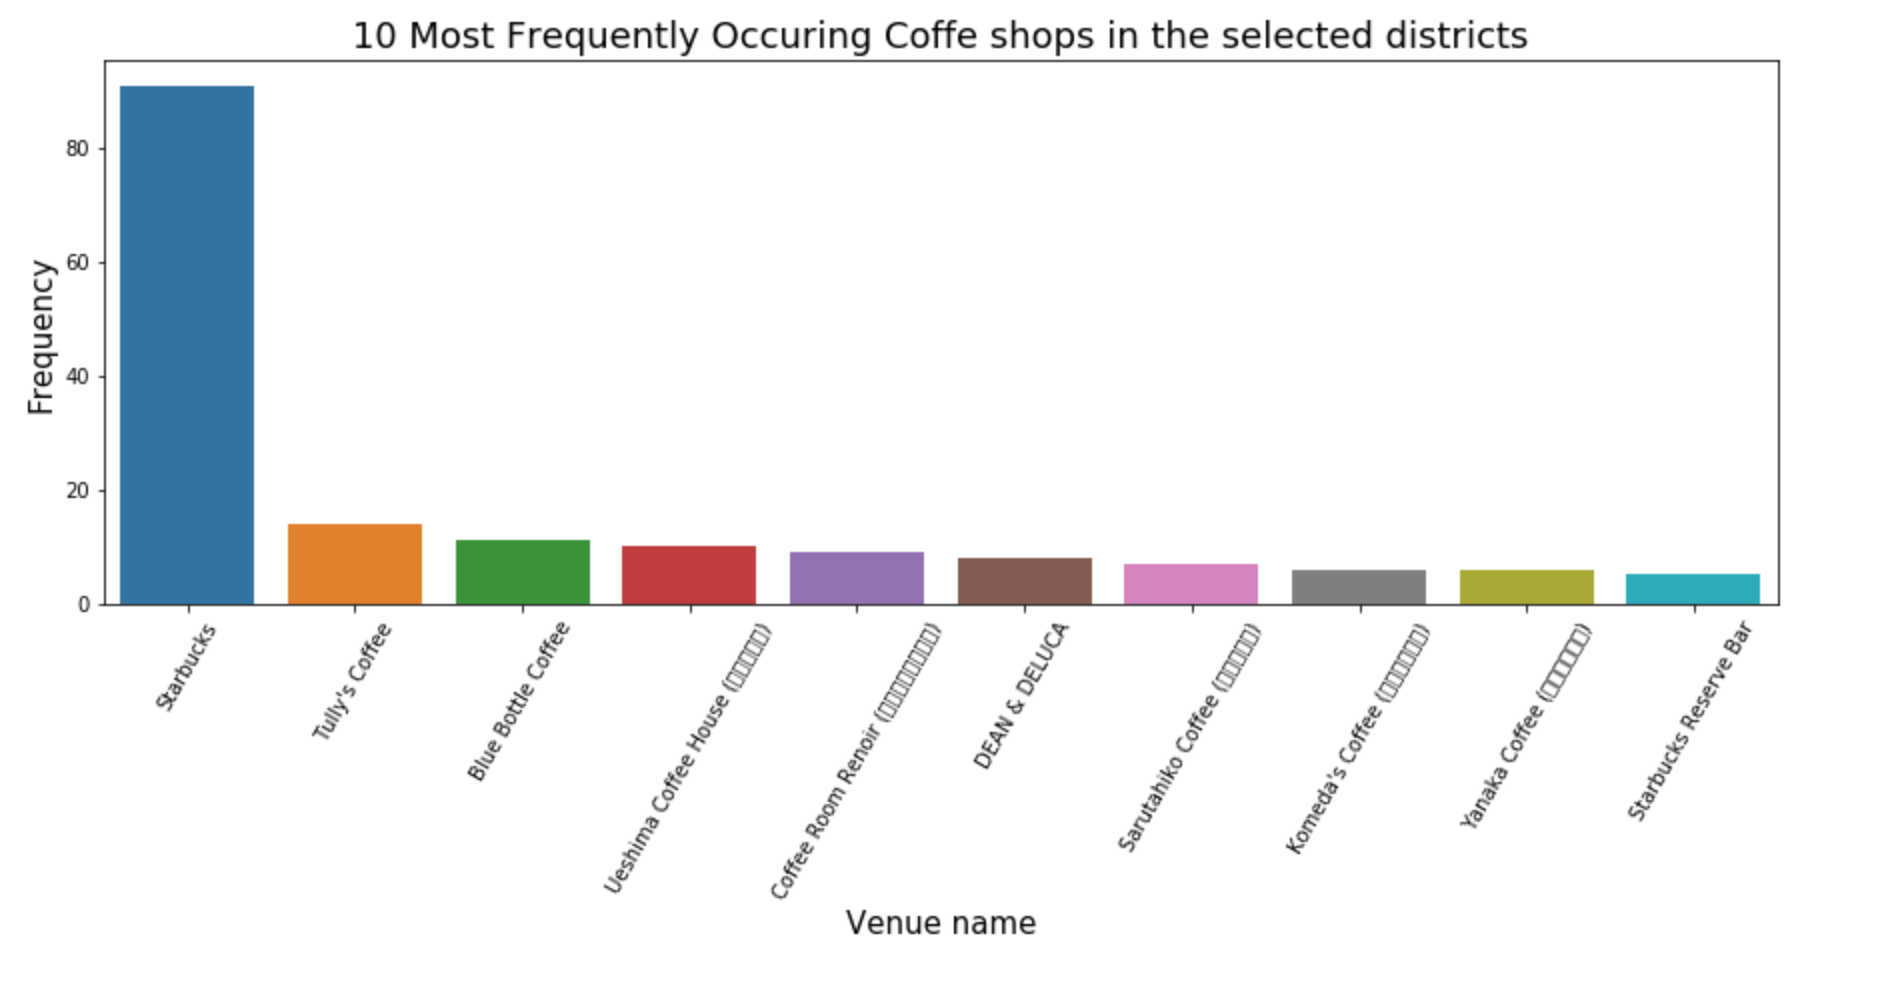 10 Most Frequently Occuring Coffe shops in the selected districts
Frequency
80
60
40
20
0
Starbucks
Tully's Coffee
Blue Bottle Coffee
Ueshima Coffee House (▯▯▯▯▯)
Coffee Room Renoir (▯▯▯▯▯▯▯▯)
DEAN & DELUCA
Sarutahiko Coffee (▯▯▯▯▯)
Komeda's Coffee (▯▯▯▯▯▯)
Yanaka Coffee (▯▯▯▯▯▯)
Starbucks Reserve Bar
Venue name